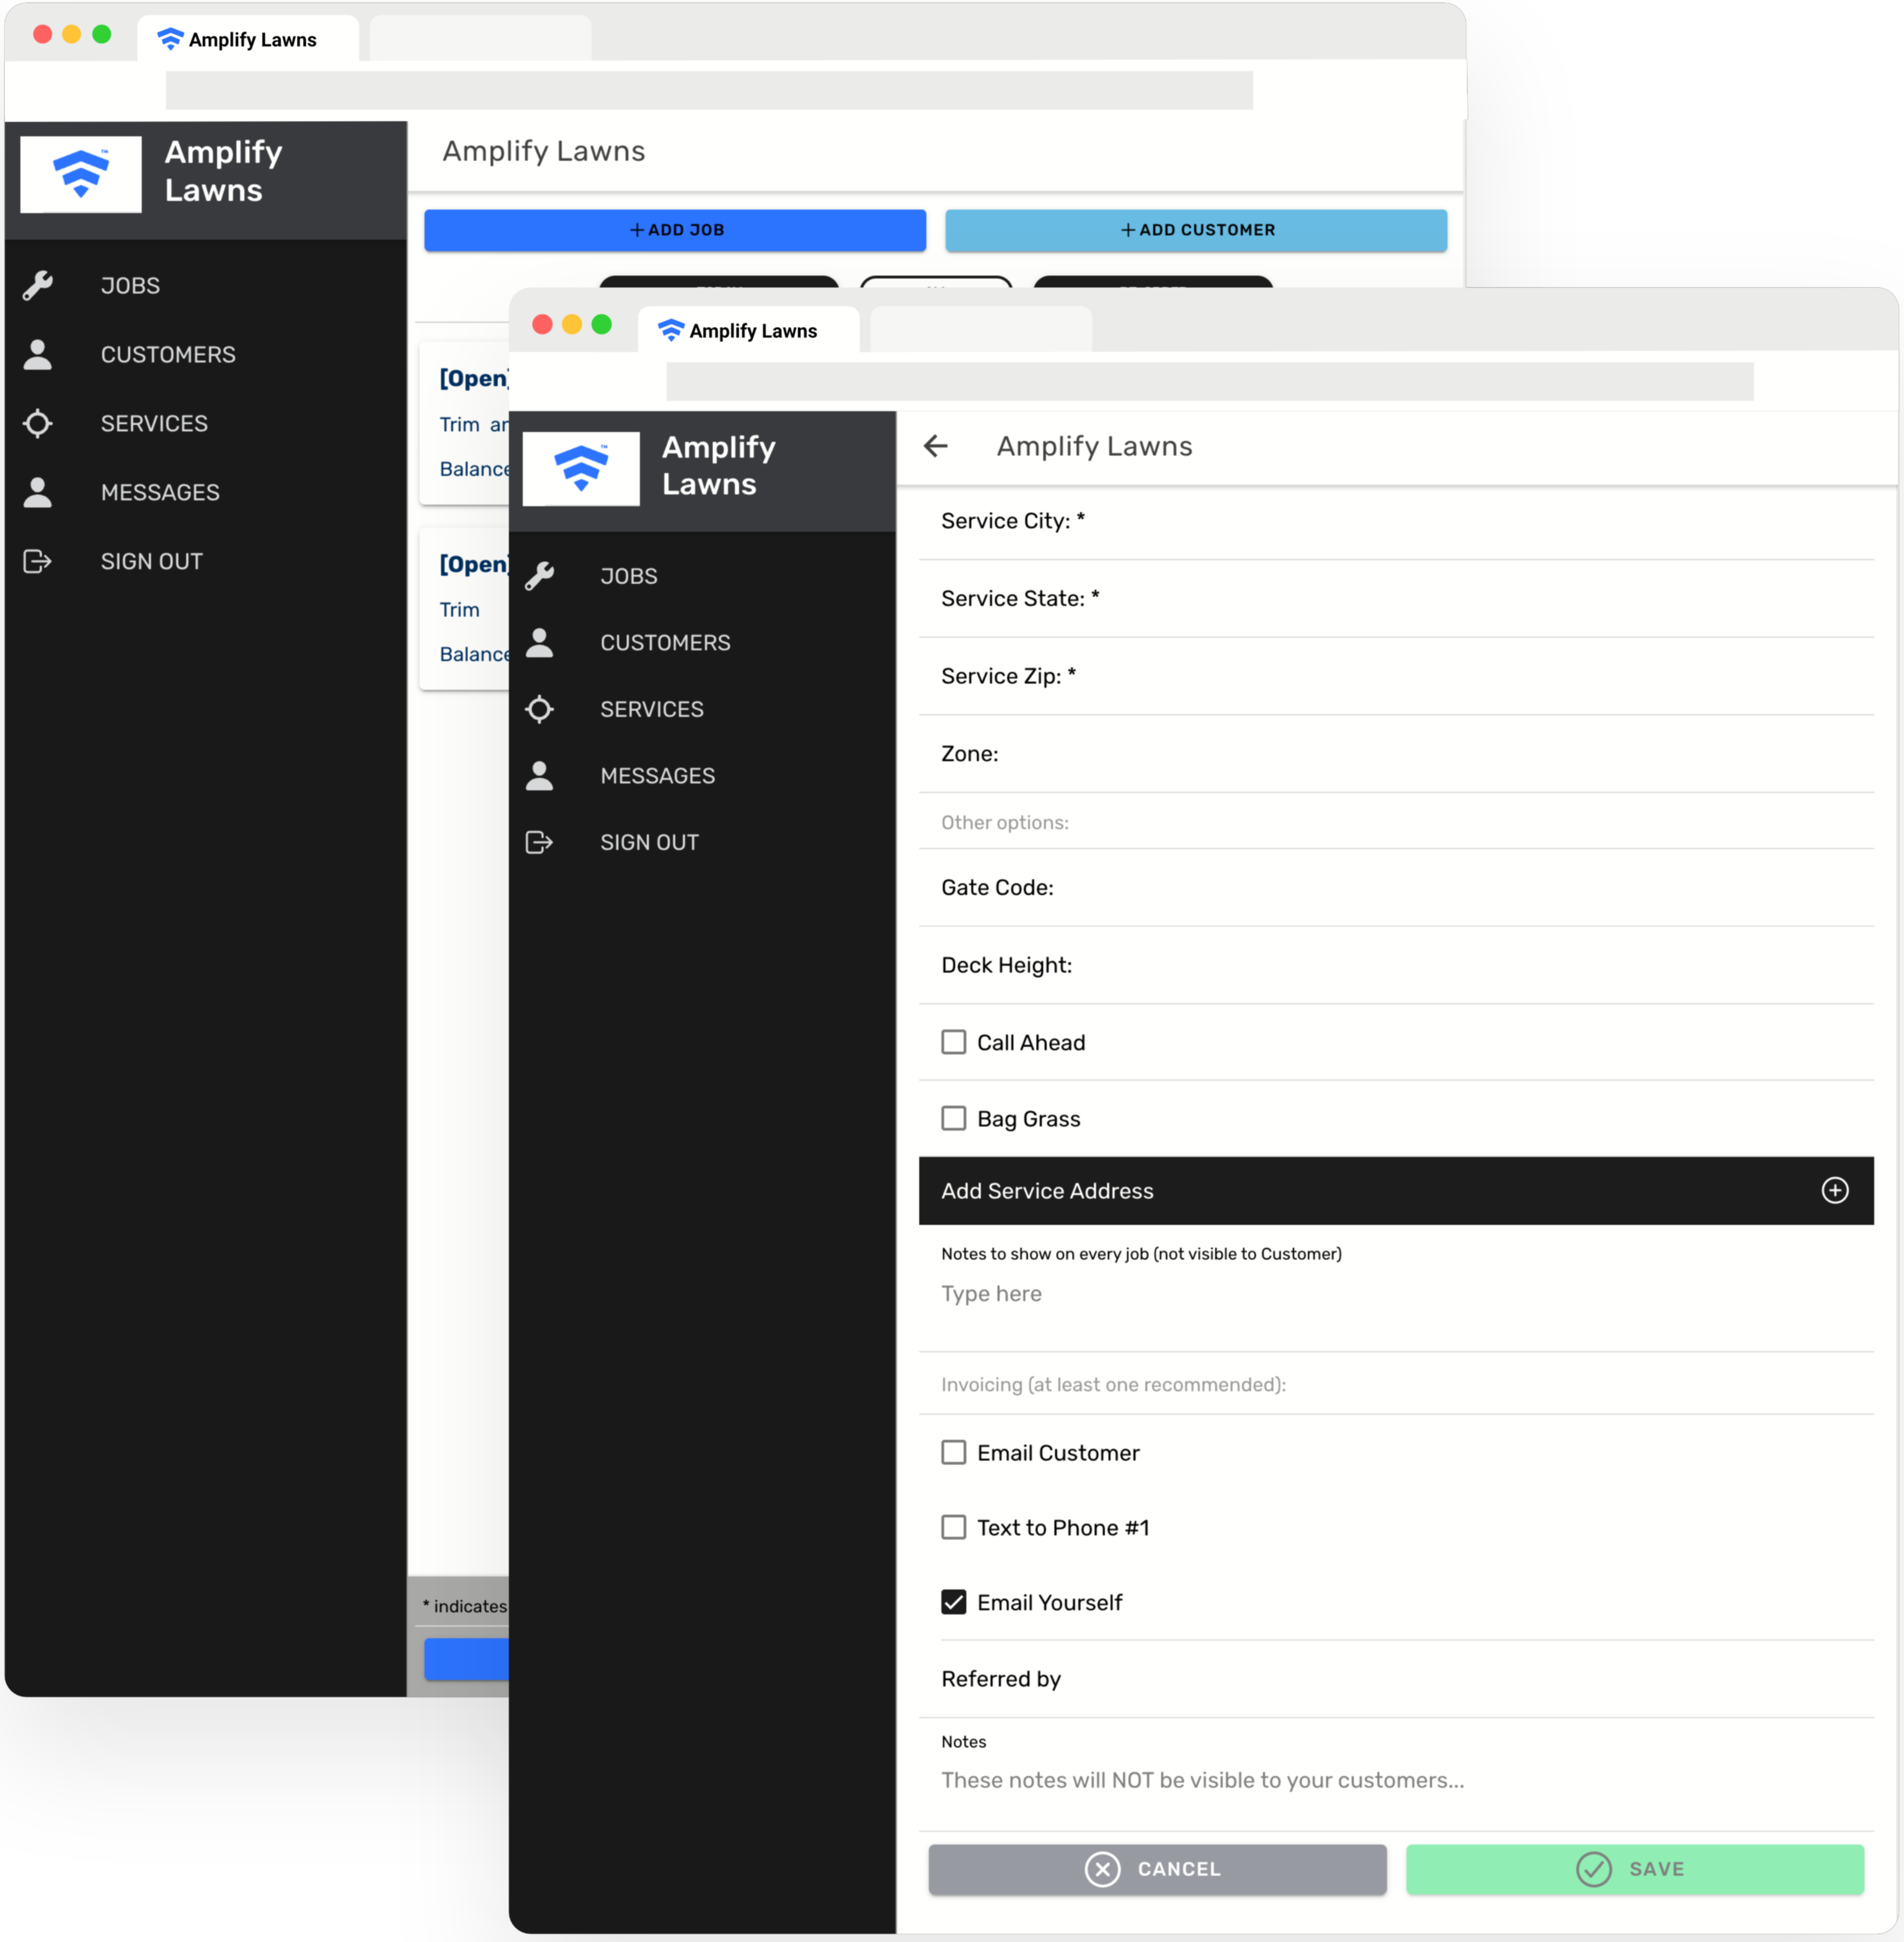 Amplify Lawns
Amplify
Lawns
™
JOBS
CUSTOMERS
SERVICES
MESSAGES
SIGN OUT
Amplify Lawns
+ ADD JOB
+ ADD CUSTOMER
[Open]
Trim
Balance
[Open]
Trim
Balance
* indicates
Amplify Lawns
Amplify
Lawns
™
JOBS
CUSTOMERS
SERVICES
MESSAGES
SIGN OUT
Amplify Lawns
Service City: *
Service State: *
Service Zip: *
Zone:
Other options:
Gate Code:
Deck Height:
Call Ahead
Bag Grass
Add Service Address
Notes to show on every job (not visible to Customer)
Type here
Invoicing (at least one recommended):
Email Customer
Text to Phone #1
Email Yourself
Referred by
Notes
These notes will NOT be visible to your customers...
CANCEL
SAVE